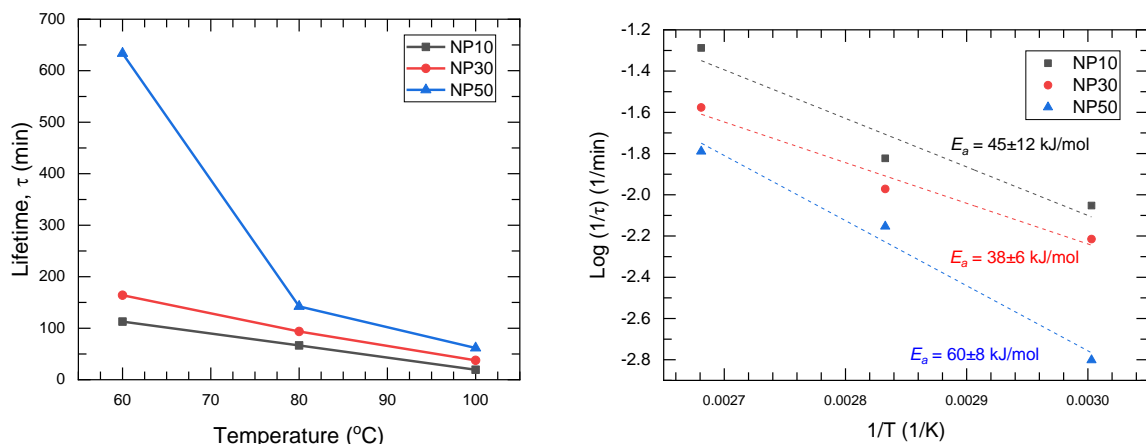 700
600
500
400
300
200
100
0
Lifetime, τ (min)
NP10
NP30
NP50
60
70
80
90
100
Temperature (ºC)
-1.2
-1.4
-1.6
-1.8
-2.0
-2.2
-2.4
-2.6
-2.8
Log (1/τ) (1/min)
NP10
NP30
NP50
Ea = 45±12 kJ/mol
Ea = 38±6 kJ/mol
Ea = 60±8 kJ/mol
0.0027
0.0028
0.0029
0.0030
1/T (1/K)